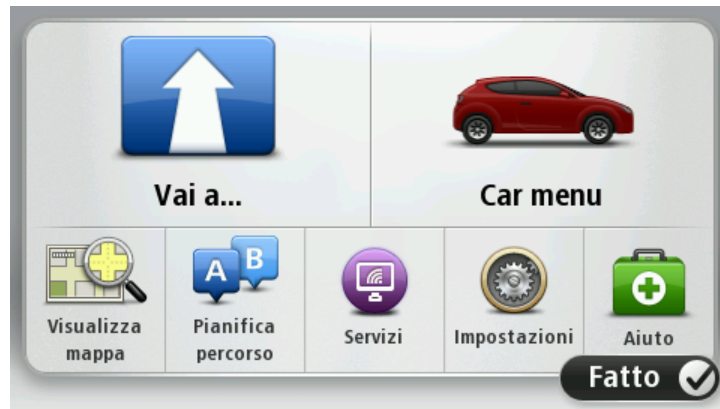 Vai a...
Car menu
A B
Visualizza
mappa
Pianifica
percorso
Servizi
Impostazioni
Aiuto
Fatto